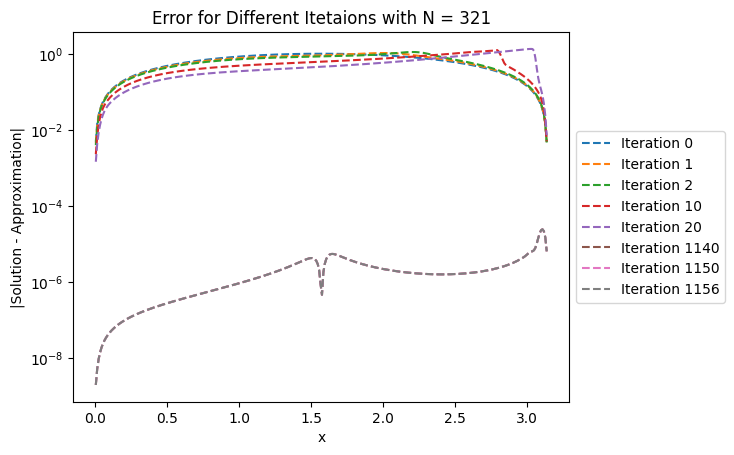 Error for Different Itetaions with N = 321
|Solution - Approximation|
10⁰
10⁻²
10⁻⁴
10⁻⁶
10⁻⁸
0.0 0.5 1.0 1.5 2.0 2.5 3.0
x
Iteration 0
Iteration 1
Iteration 2
Iteration 10
Iteration 20
Iteration 1140
Iteration 1150
Iteration 1156